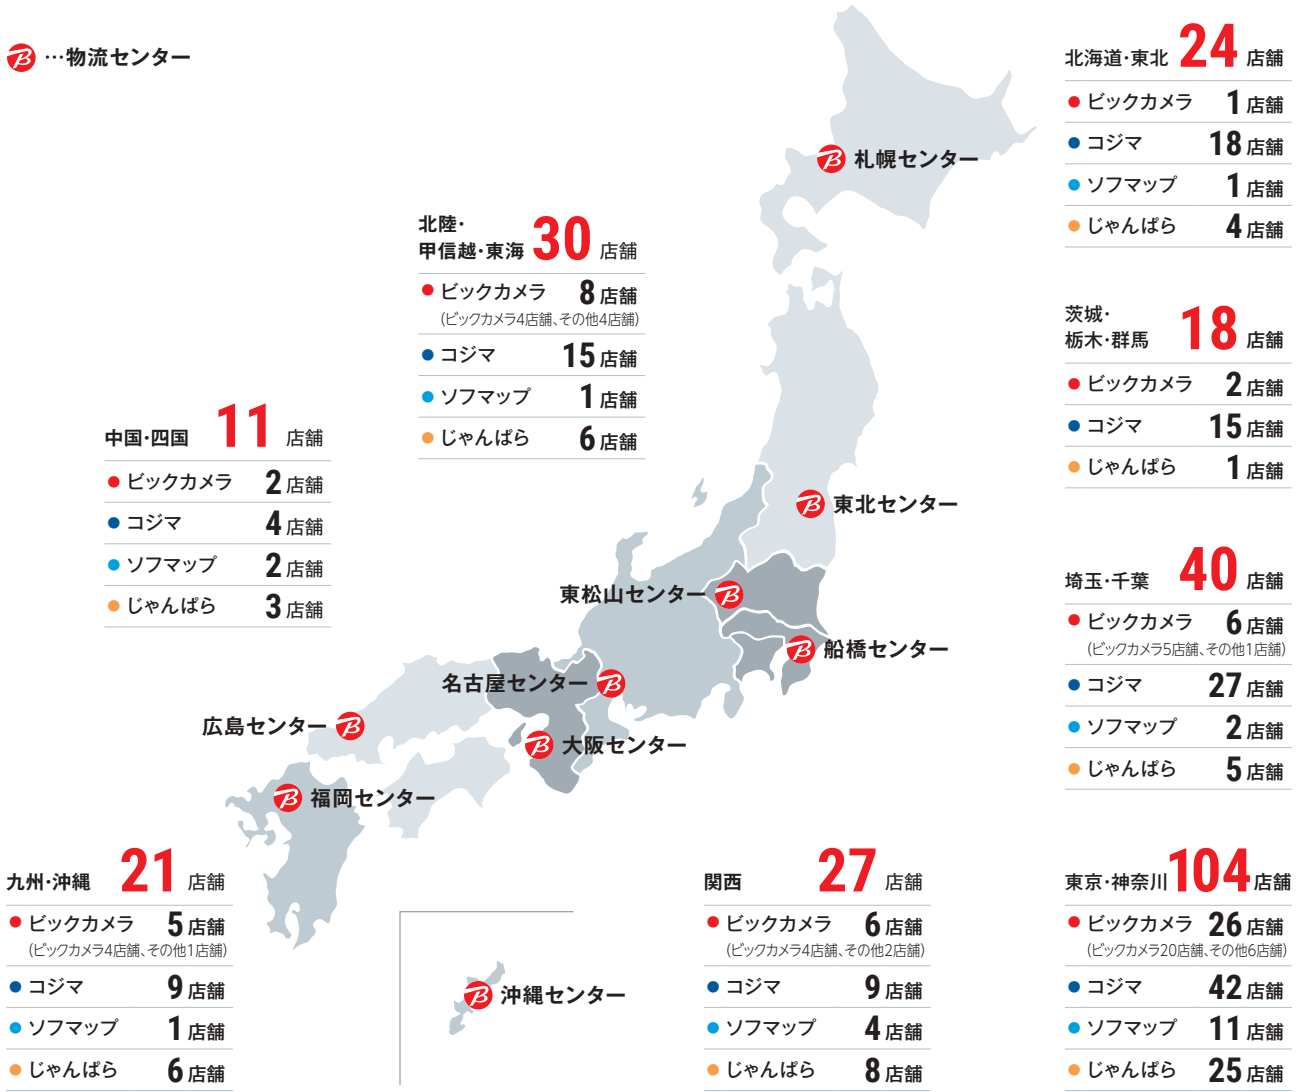 …物流センター
北海道・東北 24 店舗
ビックカメラ 1 店舗
コジマ 18 店舗
ソフマップ 1 店舗
じゃんぱら 4 店舗
札幌センター
北陸・
甲信越・東海 30 店舗
ビックカメラ 8 店舗
(ビックカメラ4店舗、その他4店舗)
コジマ 15 店舗
ソフマップ 1 店舗
じゃんぱら 6 店舗
茨城・
栃木・群馬 18 店舗
ビックカメラ 2 店舗
コジマ 15 店舗
じゃんぱら 1 店舗
中国・四国 11 店舗
ビックカメラ 2 店舗
コジマ 4 店舗
ソフマップ 2 店舗
じゃんぱら 3 店舗
東北センター
東松山センター
船橋センター
名古屋センター
広島センター
大阪センター
福岡センター
埼玉・千葉 40 店舗
ビックカメラ 6 店舗
(ビックカメラ5店舗、その他1店舗)
コジマ 27 店舗
ソフマップ 2 店舗
じゃんぱら 5 店舗
九州・沖縄 21 店舗
ビックカメラ 5 店舗
(ビックカメラ4店舗、その他1店舗)
コジマ 9 店舗
ソフマップ 1 店舗
じゃんぱら 6 店舗
沖縄センター
関西 27 店舗
ビックカメラ 6 店舗
(ビックカメラ4店舗、その他2店舗)
コジマ 9 店舗
ソフマップ 4 店舗
じゃんぱら 8 店舗
東京・神奈川 104 店舗
ビックカメラ 26 店舗
(ビックカメラ20店舗、その他6店舗)
コジマ 42 店舗
ソフマップ 11 店舗
じゃんぱら 25 店舗